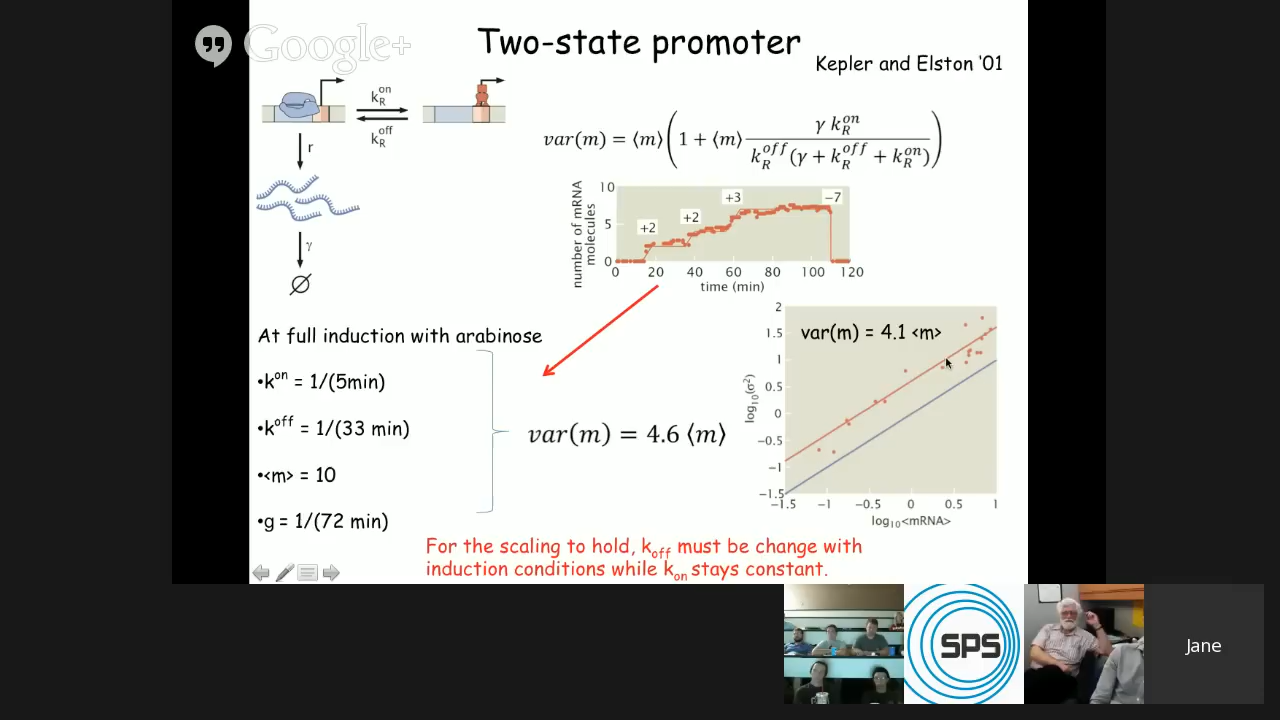 Google+
Two-state promoter
Kepler and Elston '01
k_R^on
k_R^off
r
γ
∅
var(m) = ⟨m⟩(1 + ⟨m⟩ γ k_R^on / k_R^off(γ + k_R^off + k_R^on))
number of mRNA
molecules
10
5
0
+2
+2
+3
−7
0 20 40 60 80 100 120
time (min)
At full induction with arabinose
•k^on = 1/(5min)
•k^off = 1/(33 min)
•<m> = 10
•g = 1/(72 min)
var(m) = 4.6 ⟨m⟩
var(m) = 4.1 <m>
log₁₀(σ²)
2
1.5
1
0.5
0
−0.5
−1
−1.5
−1.5 −1 −0.5 0 0.5 1
log₁₀<mRNA>
For the scaling to hold, k_off must be change with
induction conditions while k_on stays constant.
SPS
Jane